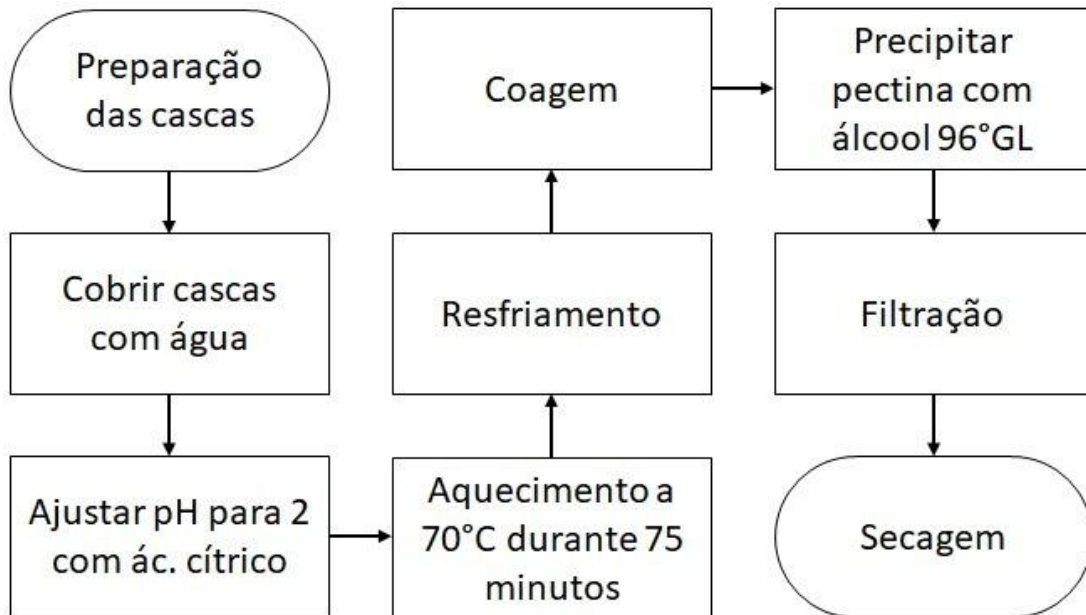 Preparação
das cascas
Cobrir cascas
com água
Ajustar pH para 2
com ác. cítrico
Aquecimento a
70°C durante 75
minutos
Resfriamento
Coagem
Precipitar
pectina com
álcool 96°GL
Filtração
Secagem